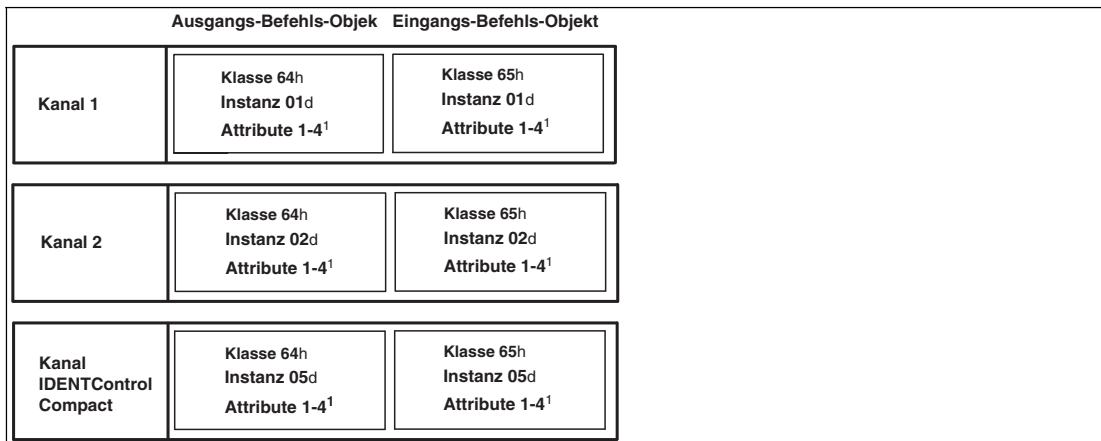 Ausgangs-Befehls-Objek Eingangs-Befehls-Objekt
Kanal 1
Klasse 64h
Instanz 01d
Attribute 1-4¹
Klasse 65h
Instanz 01d
Attribute 1-4¹
Kanal 2
Klasse 64h
Instanz 02d
Attribute 1-4¹
Klasse 65h
Instanz 02d
Attribute 1-4¹
Kanal
IDENTControl
Compact
Klasse 64h
Instanz 05d
Attribute 1-4¹
Klasse 65h
Instanz 05d
Attribute 1-4¹